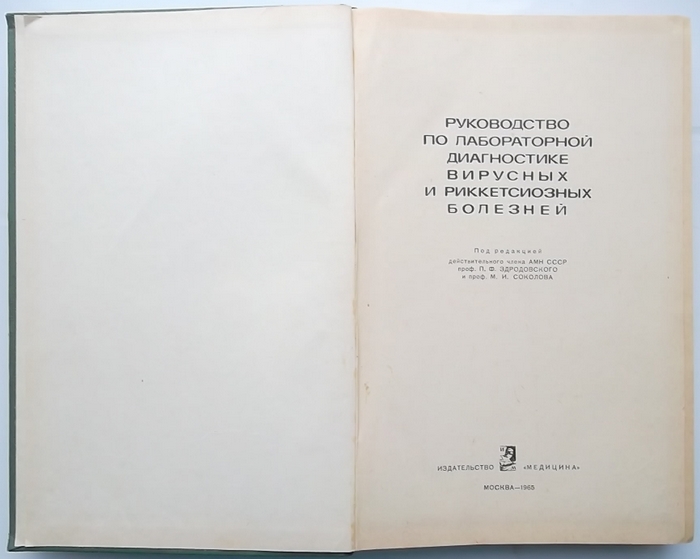 РУКОВОДСТВО
ПО ЛАБОРАТОРНОЙ
ДИАГНОСТИКЕ
ВИРУСНЫХ
И РИККЕТСИОЗНЫХ
БОЛЕЗНЕЙ
Под редакцией
действительного члена АМН СССР
проф. П. Ф. ЗДРОДОВСКОГО
и проф. М. И. СОКОЛОВА
ИЗДАТЕЛЬСТВО «МЕДИЦИНА»
МОСКВА—1965